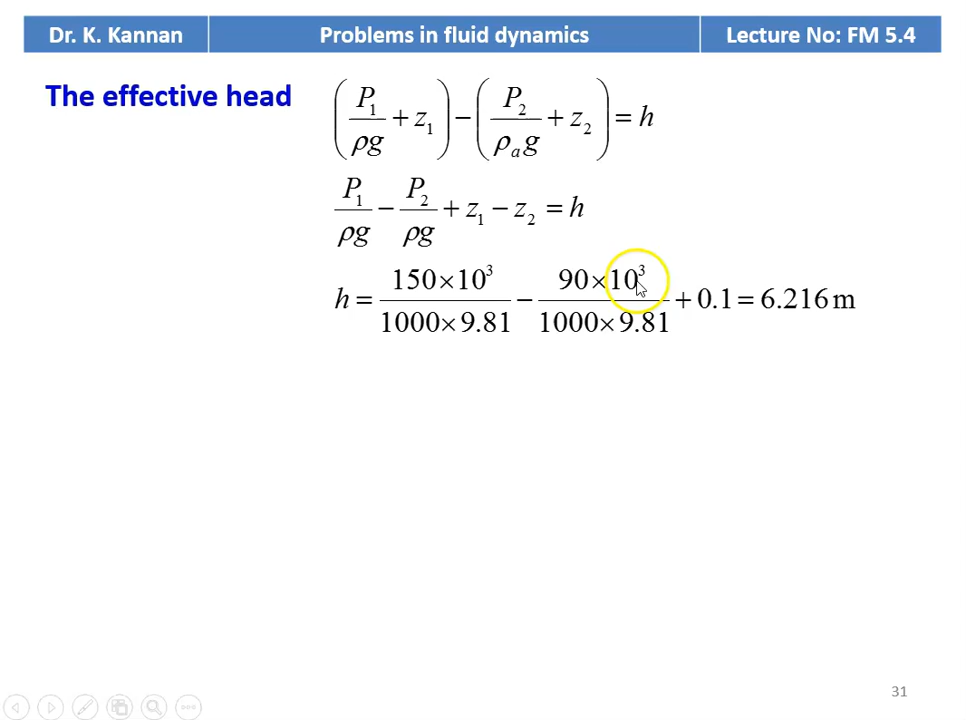 Dr. K. Kannan Problems in fluid dynamics Lecture No: FM 5.4
The effective head (P₁/ρg + z₁) − (P₂/ρₐg + z₂) = h
P₁/ρg − P₂/ρg + z₁ − z₂ = h
h = 150×10³/1000×9.81 − 90×10³/1000×9.81 + 0.1 = 6.216 m
31